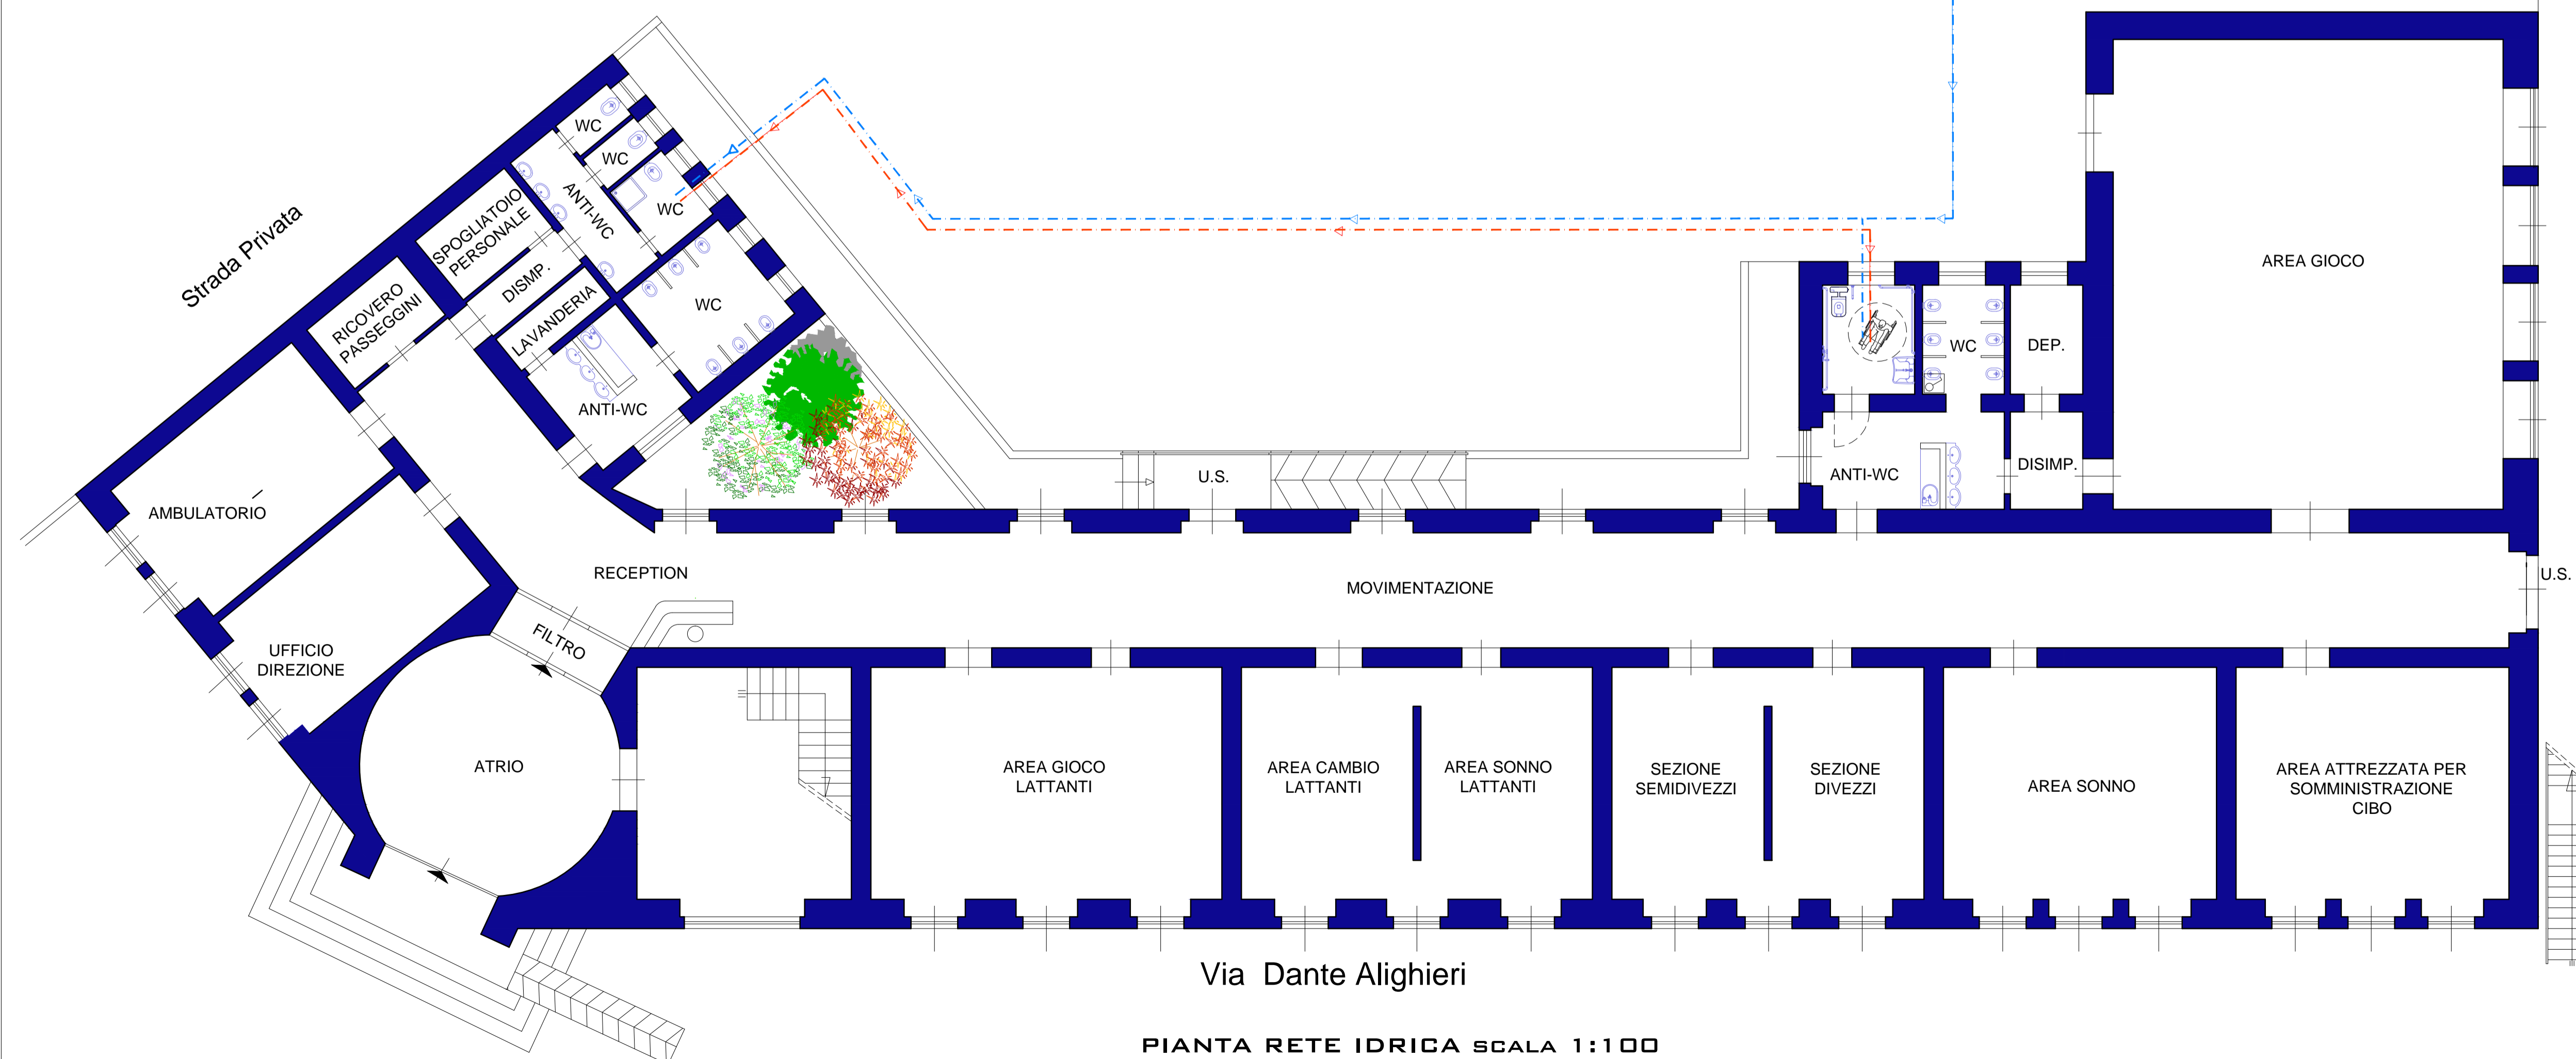 Strada Privata
WC
WC
ANTI-WC
WC
SPOGLIATOIO
PERSONALE
DISMP.
RICOVERO
PASSEGGINI
LAVANDERIA
WC
ANTI-WC
AMBULATORIO
UFFICIO
DIREZIONE
FILTRO
RECEPTION
ATRIO
U.S.
MOVIMENTAZIONE
WC
DEP.
ANTI-WC
DISIMP.
AREA GIOCO
U.S.
AREA GIOCO
LATTANTI
AREA CAMBIO
LATTANTI
AREA SONNO
LATTANTI
SEZIONE
SEMIDIVEZZI
SEZIONE
DIVEZZI
AREA SONNO
AREA ATTREZZATA PER
SOMMINISTRAZIONE
CIBO
Via Dante Alighieri
PIANTA RETE IDRICA SCALA 1:100